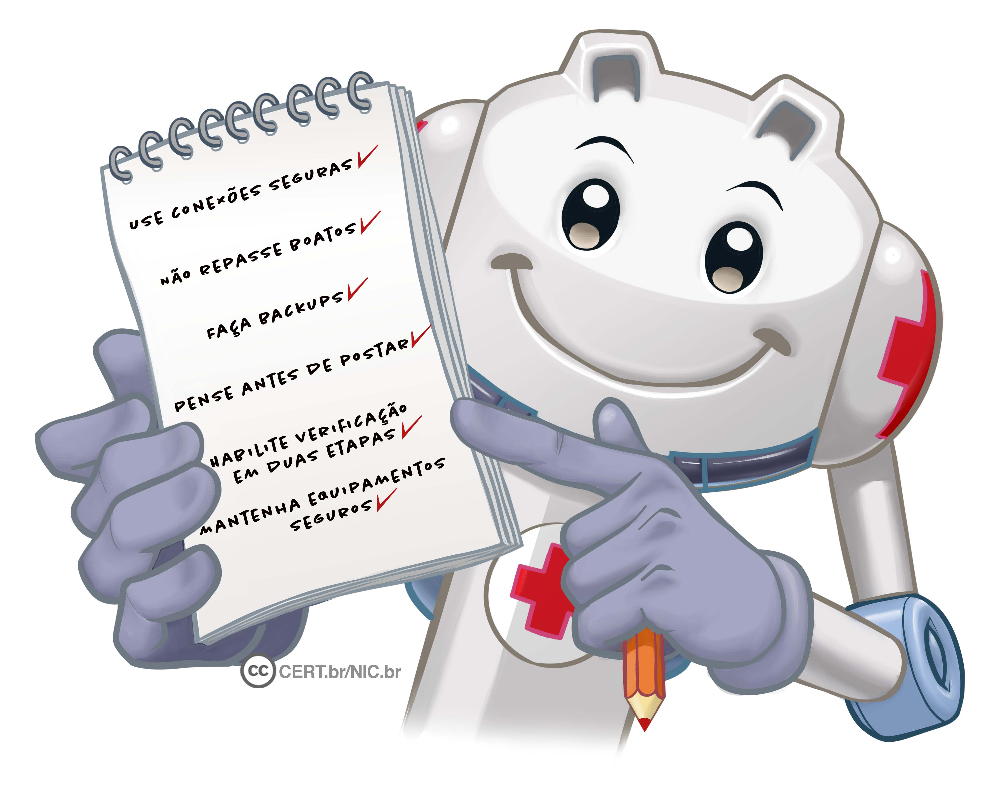 USE CONEXÕES SEGURAS
NÃO REPASSE BOATOS
FAÇA BACKUPS
PENSE ANTES DE POSTAR
HABILITE VERIFICAÇÃO
EM DUAS ETAPAS
MANTENHA EQUIPAMENTOS
SEGUROS
cc CERT.br/NIC.br